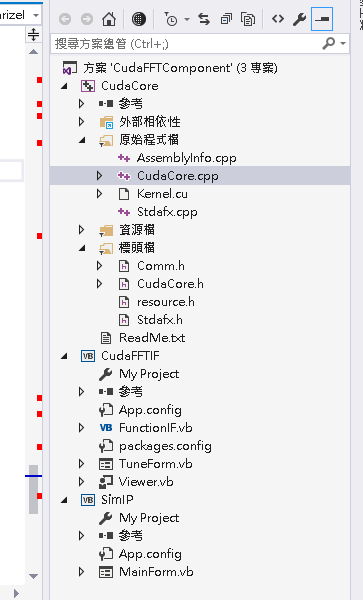 arizel
搜尋方案總管 (Ctrl+;)
方案 'CudaFFTComponent' (3 專案)
CudaCore
參考
外部相依性
原始程式檔
AssemblyInfo.cpp
CudaCore.cpp
Kernel.cu
Stdafx.cpp
資源檔
標頭檔
Comm.h
CudaCore.h
resource.h
Stdafx.h
ReadMe.txt
VB CudaFFTIF
My Project
參考
App.config
VB FunctionIF.vb
packages.config
TuneForm.vb
Viewer.vb
VB SimIP
My Project
參考
App.config
MainForm.vb